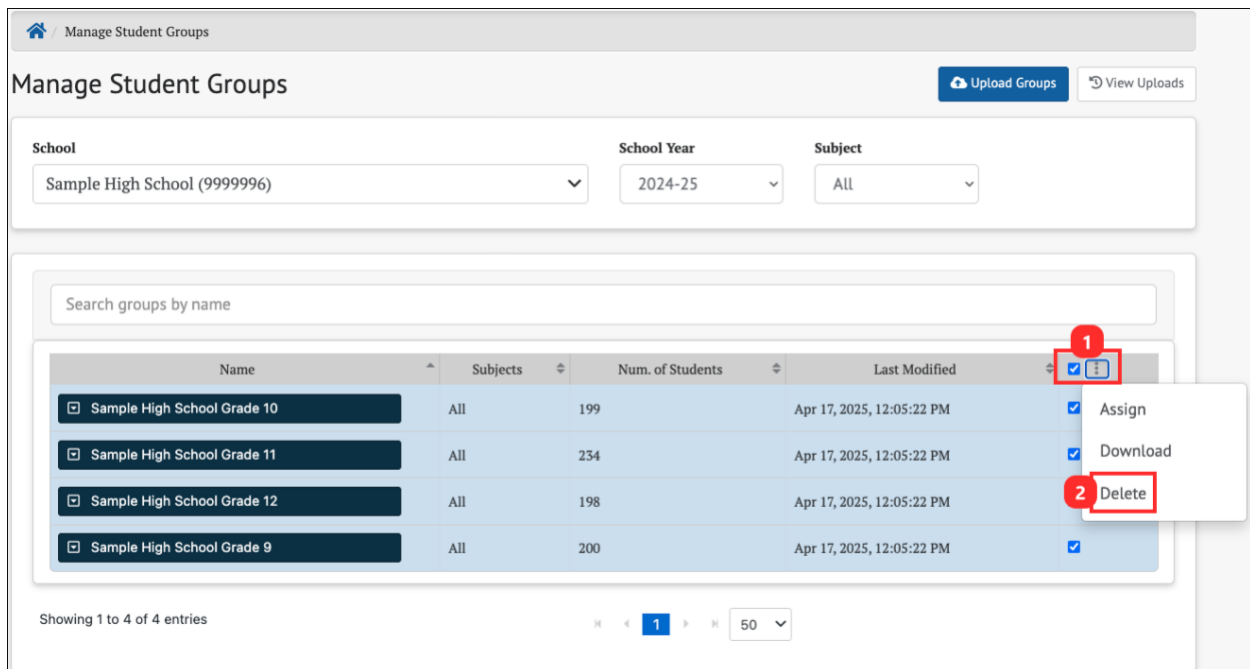 / Manage Student Groups
Manage Student Groups
Upload Groups
View Uploads
School
School Year
Subject
Sample High School (9999996)
2024-25
All
Search groups by name
1
Name
Subjects
Num. of Students
Last Modified
Sample High School Grade 10 All 199 Apr 17, 2025, 12:05:22 PM
Sample High School Grade 11 All 234 Apr 17, 2025, 12:05:22 PM
Sample High School Grade 12 All 198 Apr 17, 2025, 12:05:22 PM
Sample High School Grade 9 All 200 Apr 17, 2025, 12:05:22 PM
Assign
Download
2 Delete
Showing 1 to 4 of 4 entries
1
50